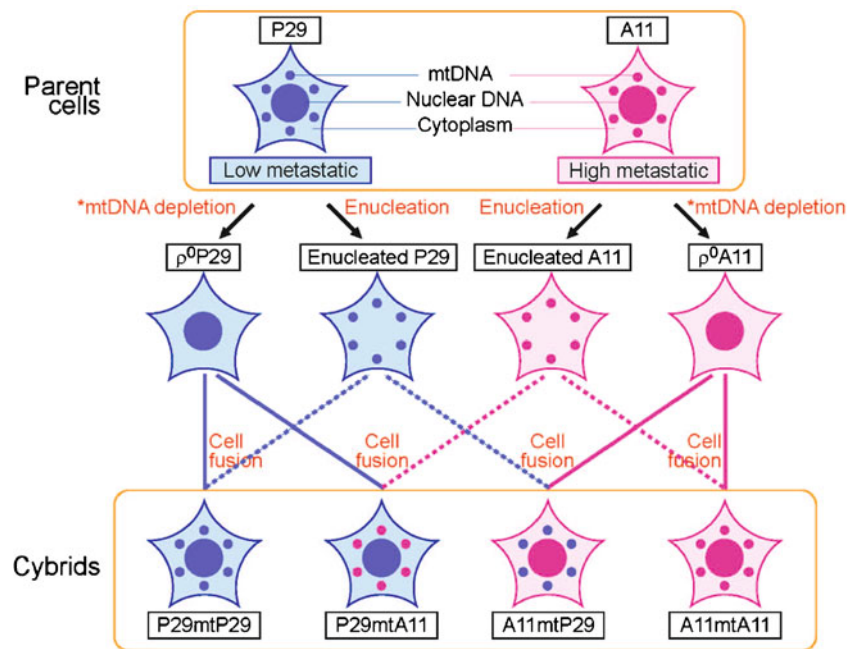 P29
A11
Parent
cells
mtDNA
Nuclear DNA
Cytoplasm
Low metastatic
High metastatic
*mtDNA depletion
Enucleation
Enucleation
*mtDNA depletion
ρ⁰P29
Enucleated P29
Enucleated A11
ρ⁰A11
Cell
fusion
Cell
fusion
Cell
fusion
Cell
fusion
Cybrids
P29mtP29
P29mtA11
A11mtP29
A11mtA11